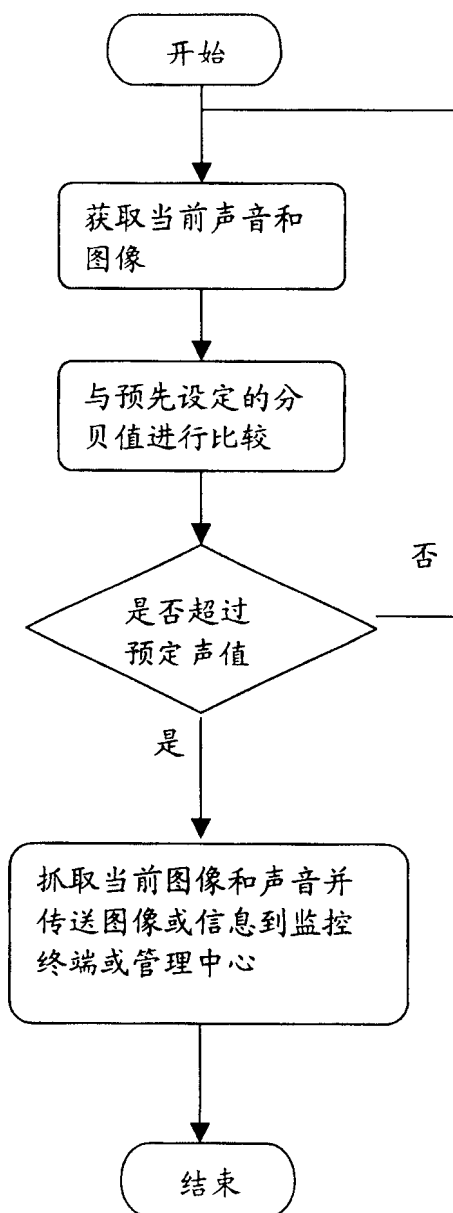 开始
获取当前声音和
图像
与预先设定的分
贝值进行比较
否
是否超过
预定声值
是
抓取当前图像和声音并
传送图像或信息到监控
终端或管理中心
结束